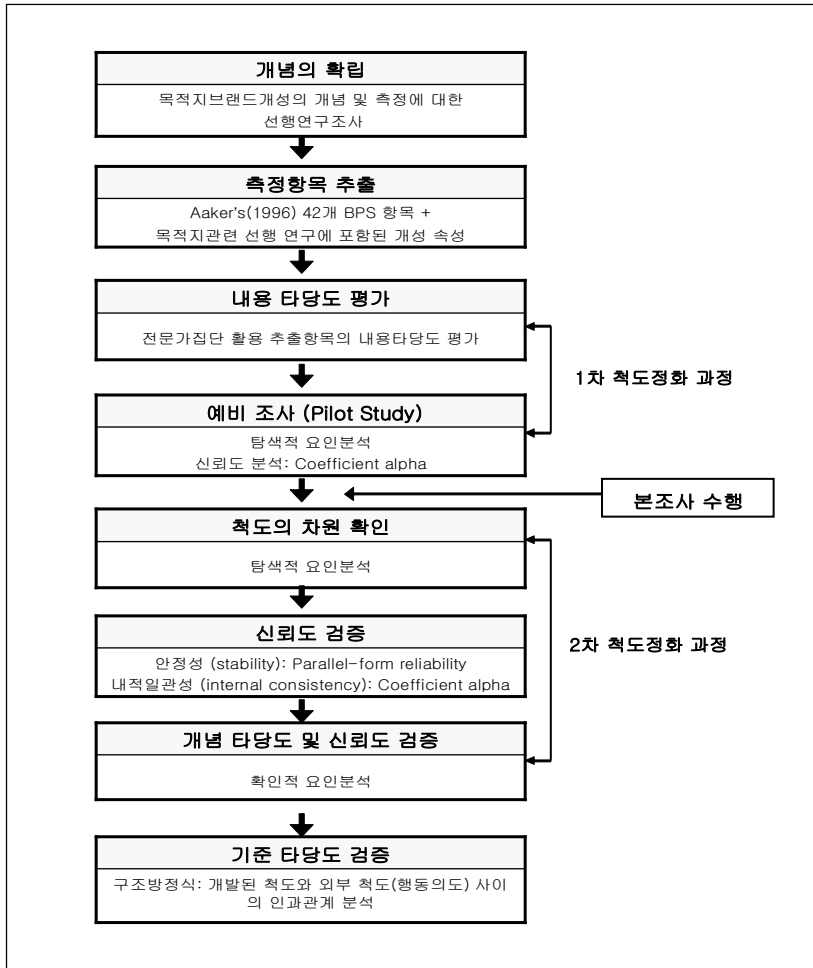 개념의 확립
목적지브랜드개성의 개념 및 측정에 대한
선행연구조사
측정항목 추출
Aaker's(1996) 42개 BPS 항목 +
목적지관련 선행 연구에 포함된 개성 속성
내용 타당도 평가
전문가집단 활용 추출항목의 내용타당도 평가
1차 척도정화 과정
예비 조사 (Pilot Study)
탐색적 요인분석
신뢰도 분석: Coefficient alpha
본조사 수행
척도의 차원 확인
탐색적 요인분석
신뢰도 검증
안정성 (stability): Parallel-form reliability
내적일관성 (internal consistency): Coefficient alpha
2차 척도정화 과정
개념 타당도 및 신뢰도 검증
확인적 요인분석
기준 타당도 검증
구조방정식: 개발된 척도와 외부 척도(행동의도) 사이
의 인과관계 분석